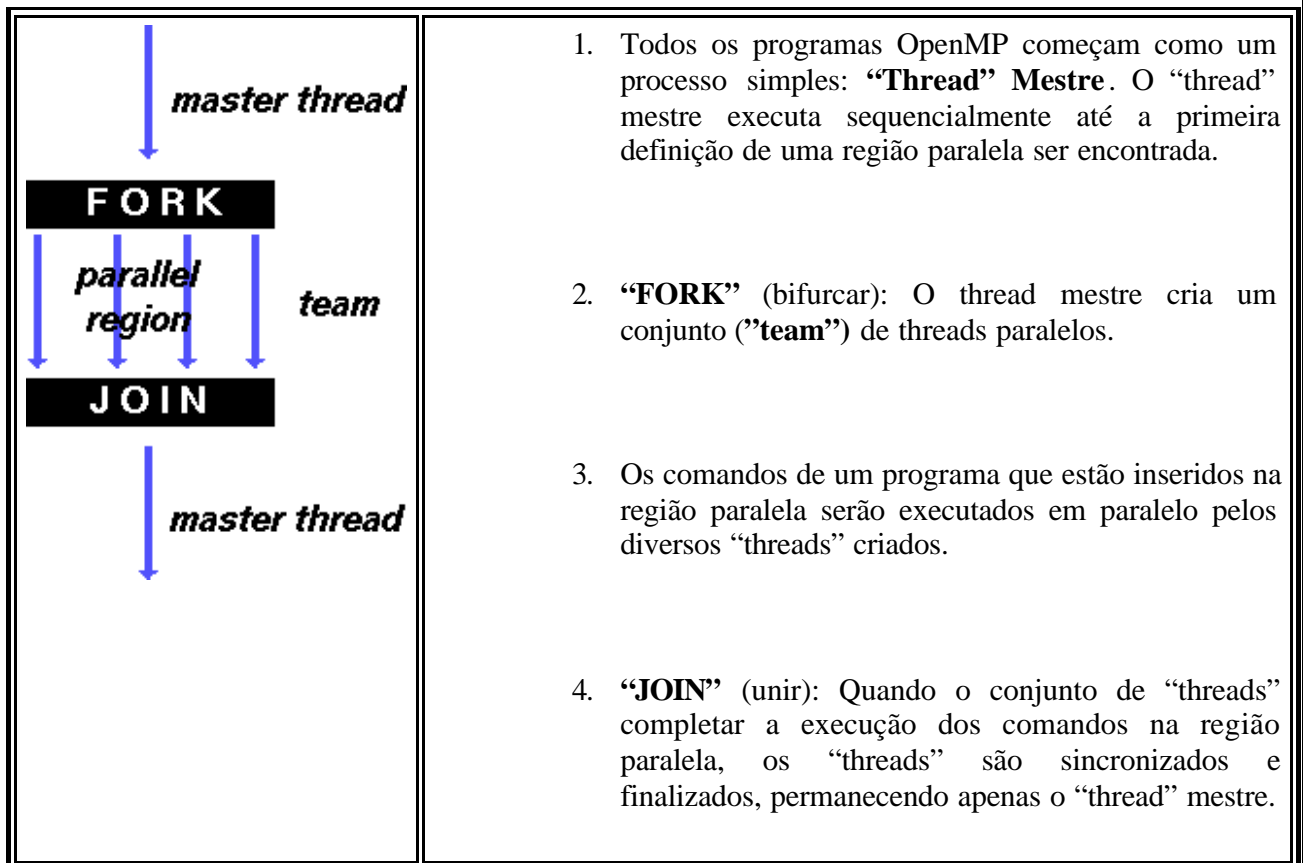 master thread
FORK
parallel
region
team
JOIN
master thread
1. Todos os programas OpenMP começam como um
processo simples: “Thread” Mestre. O “thread”
mestre executa sequencialmente até a primeira
definição de uma região paralela ser encontrada.
2. “FORK” (bifurcar): O thread mestre cria um
conjunto (”team”) de threads paralelos.
3. Os comandos de um programa que estão inseridos na
região paralela serão executados em paralelo pelos
diversos “threads” criados.
4. “JOIN” (unir): Quando o conjunto de “threads”
completar a execução dos comandos na região
paralela, os “threads” são sincronizados e
finalizados, permanecendo apenas o “thread” mestre.